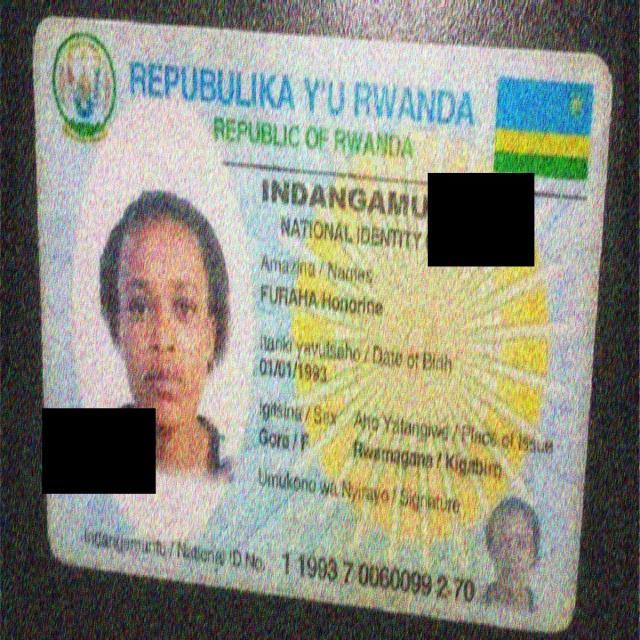 REPUBULIKA Y'U RWANDA
REPUBLIC OF RWANDA
INDANGAMU
NATIONAL IDENTITY
Amazina / Names
FURAHA Honorine
Itariki yavutseho / Date of Birth
01/01/1993
Igitsina / Sex
Aho Yatangiwe / Place of Issue
Gore / F
Rwamagana / Kigabiro
Umukono wa Nyirayo / Signature
Indangamuntu / National ID No.
1 1993 7 0060099 2 70